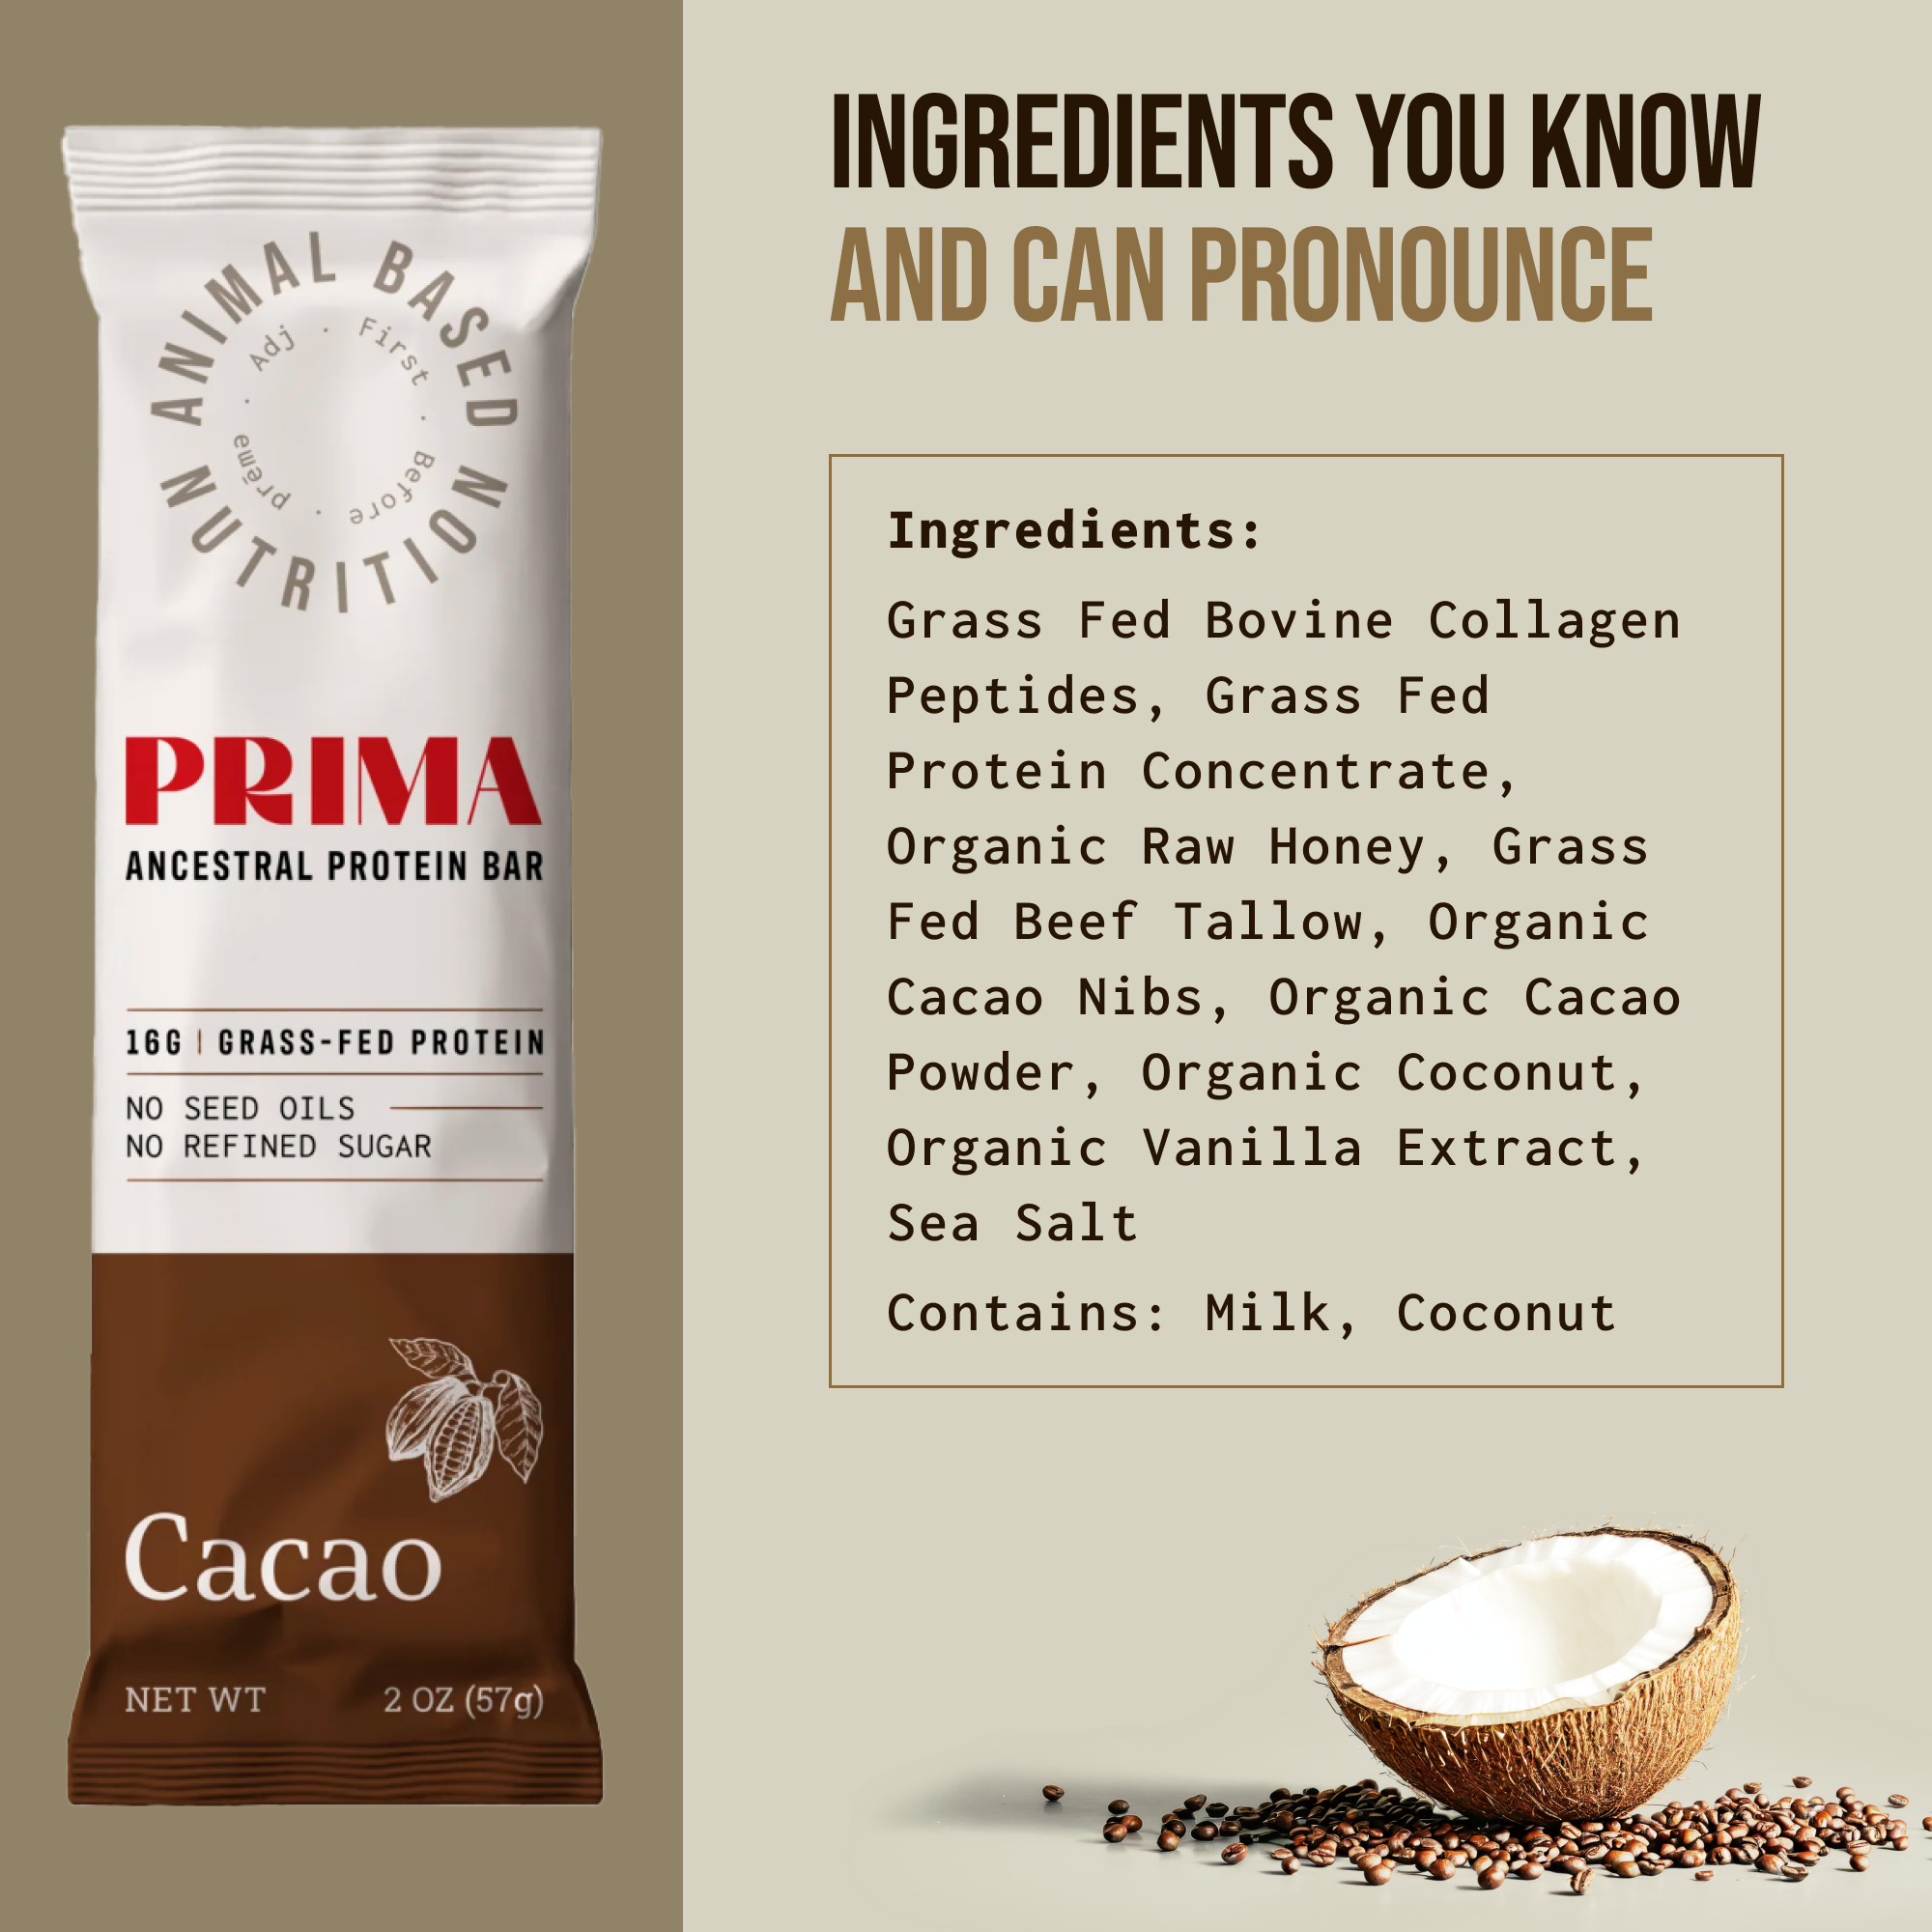 ANIMAL BASED
NUTRITION
Adj · First · Before · prēme ·
PRIMA
ANCESTRAL PROTEIN BAR
16G | GRASS-FED PROTEIN
NO SEED OILS
NO REFINED SUGAR
Cacao
NET WT 2 OZ (57g)
INGREDIENTS YOU KNOW
AND CAN PRONOUNCE
Ingredients:
Grass Fed Bovine Collagen
Peptides, Grass Fed
Protein Concentrate,
Organic Raw Honey, Grass
Fed Beef Tallow, Organic
Cacao Nibs, Organic Cacao
Powder, Organic Coconut,
Organic Vanilla Extract,
Sea Salt
Contains: Milk, Coconut